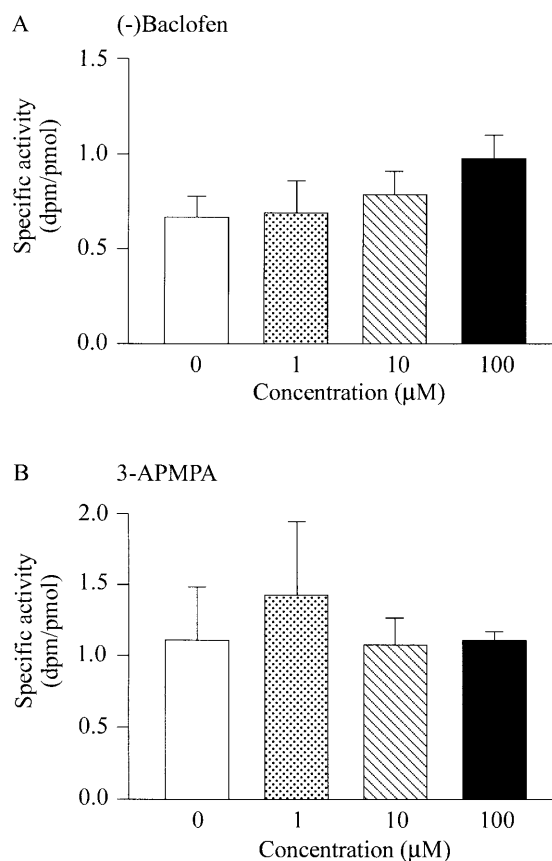 A (-)Baclofen
Specific activity
(dpm/pmol)
1.5
1.0
0.5
0.0
0 1 10 100
Concentration (μM)
B 3-APMPA
Specific activity
(dpm/pmol)
2.0
1.5
1.0
0.5
0.0
0 1 10 100
Concentration (μM)